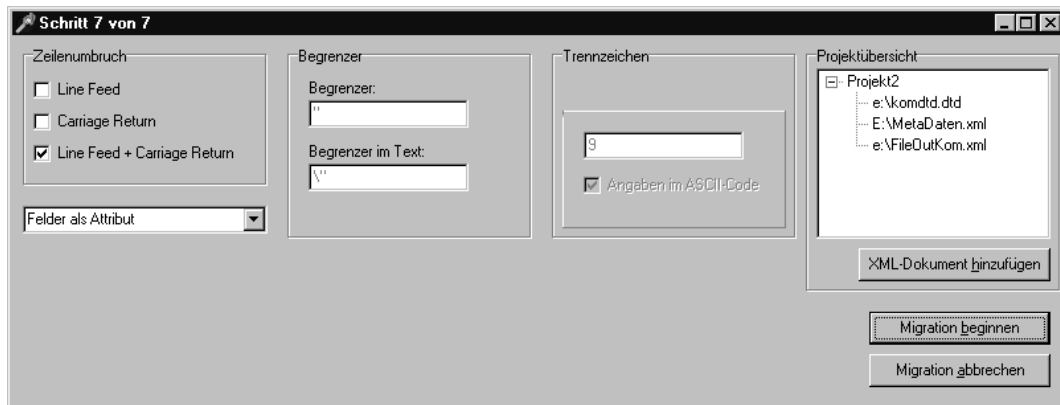 Schritt 7 von 7
Zeilenumbruch
Line Feed
Carriage Return
Line Feed + Carriage Return
Felder als Attribut
Begrenzer
Begrenzer:
"
Begrenzer im Text:
\"
Trennzeichen
9
Angaben im ASCII-Code
Projektübersicht
Projekt2
e:\komdtd.dtd
E:\MetaDaten.xml
e:\FileOutKom.xml
XML-Dokument hinzufügen
Migration beginnen
Migration abbrechen